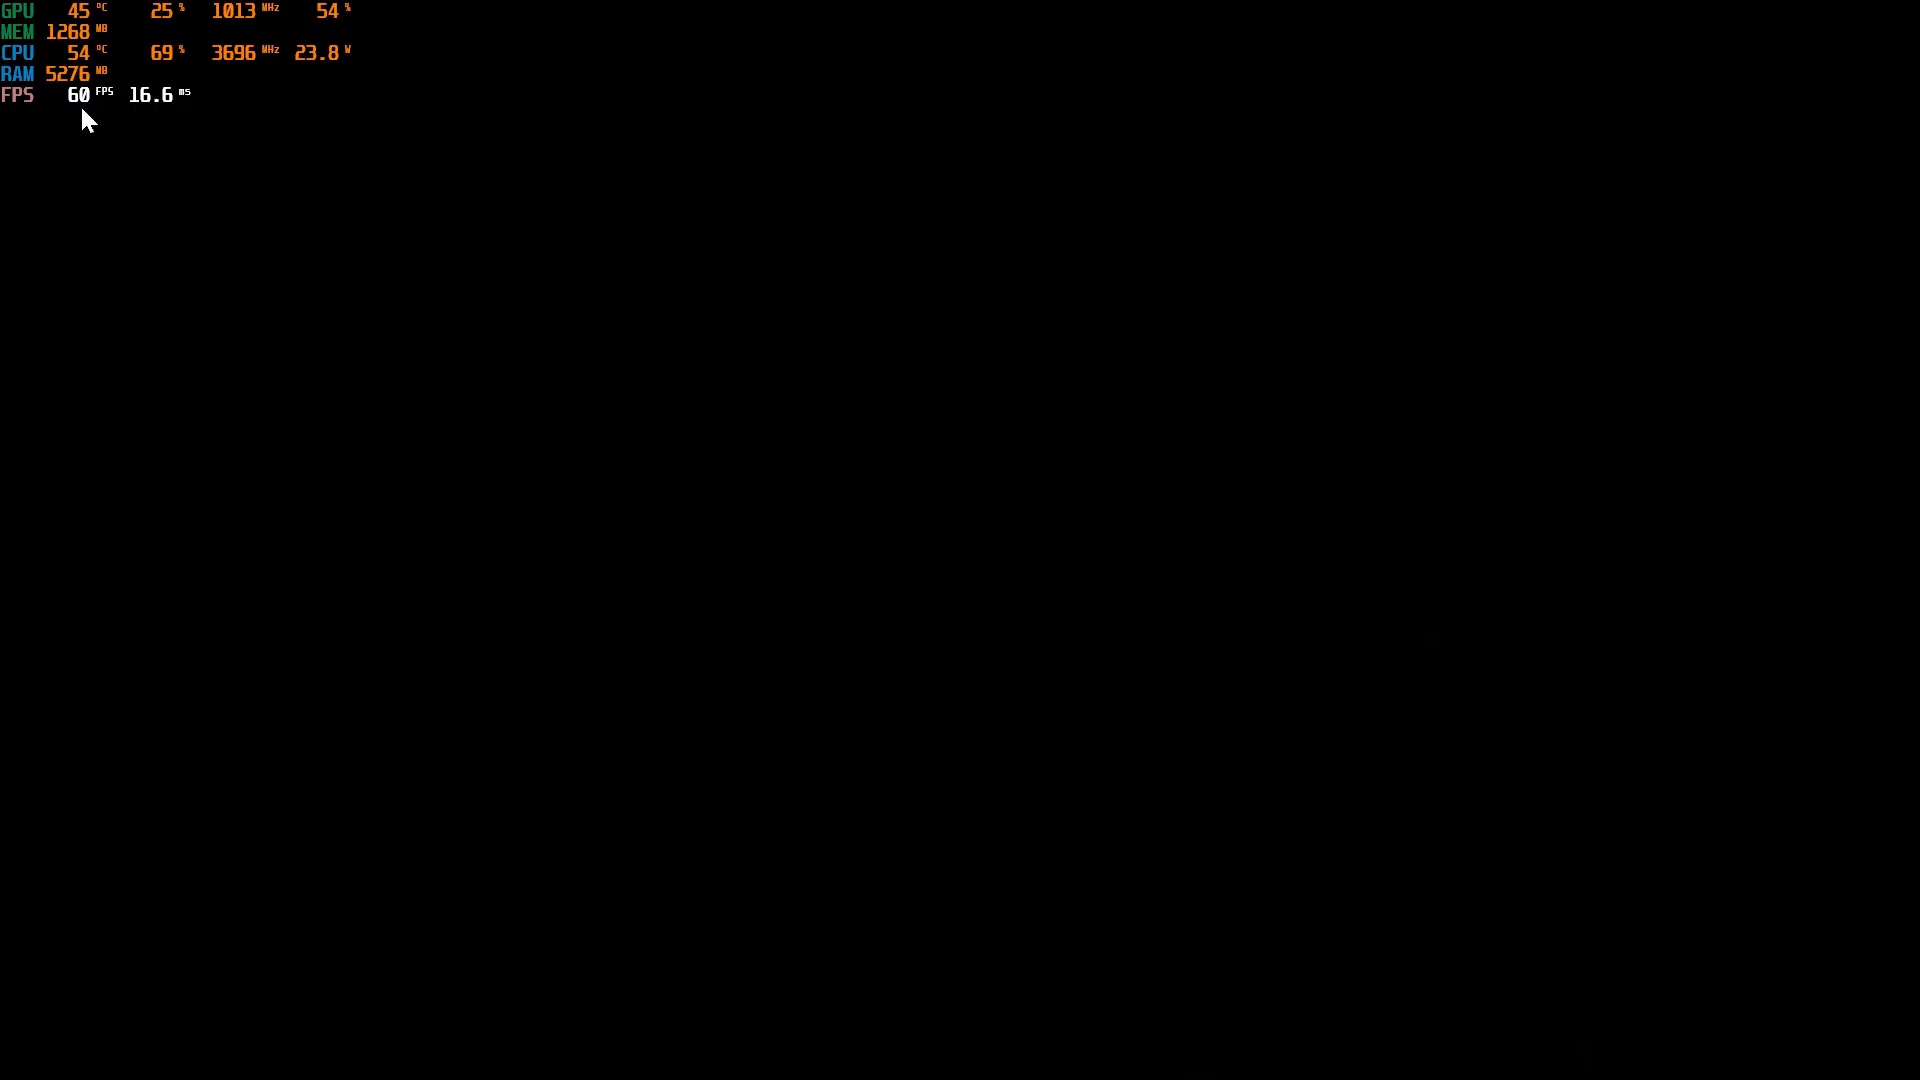 GPU 45 °C 25 % 1013 MHz 54 %
MEM 1268 MB
CPU 54 °C 69 % 3696 MHz 23.8 W
RAM 5276 MB
FPS 60 FPS 16.6 ms